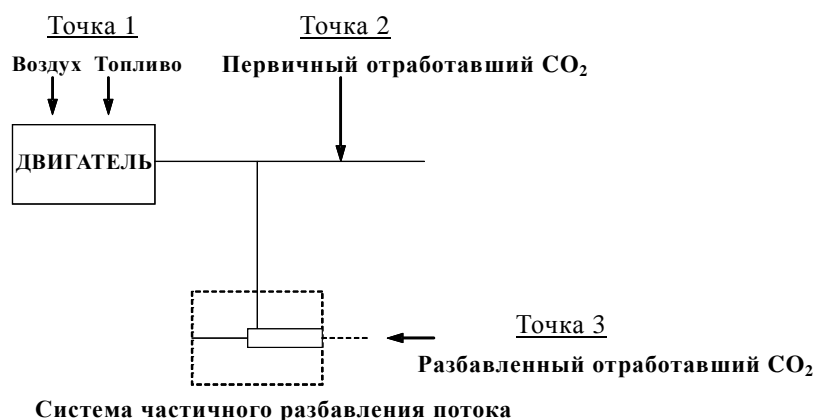 Точка 1
Точка 2
Воздух Топливо
Первичный отработавший CO₂
ДВИГАТЕЛЬ
Точка 3
Разбавленный отработавший CO₂
Система частичного разбавления потока